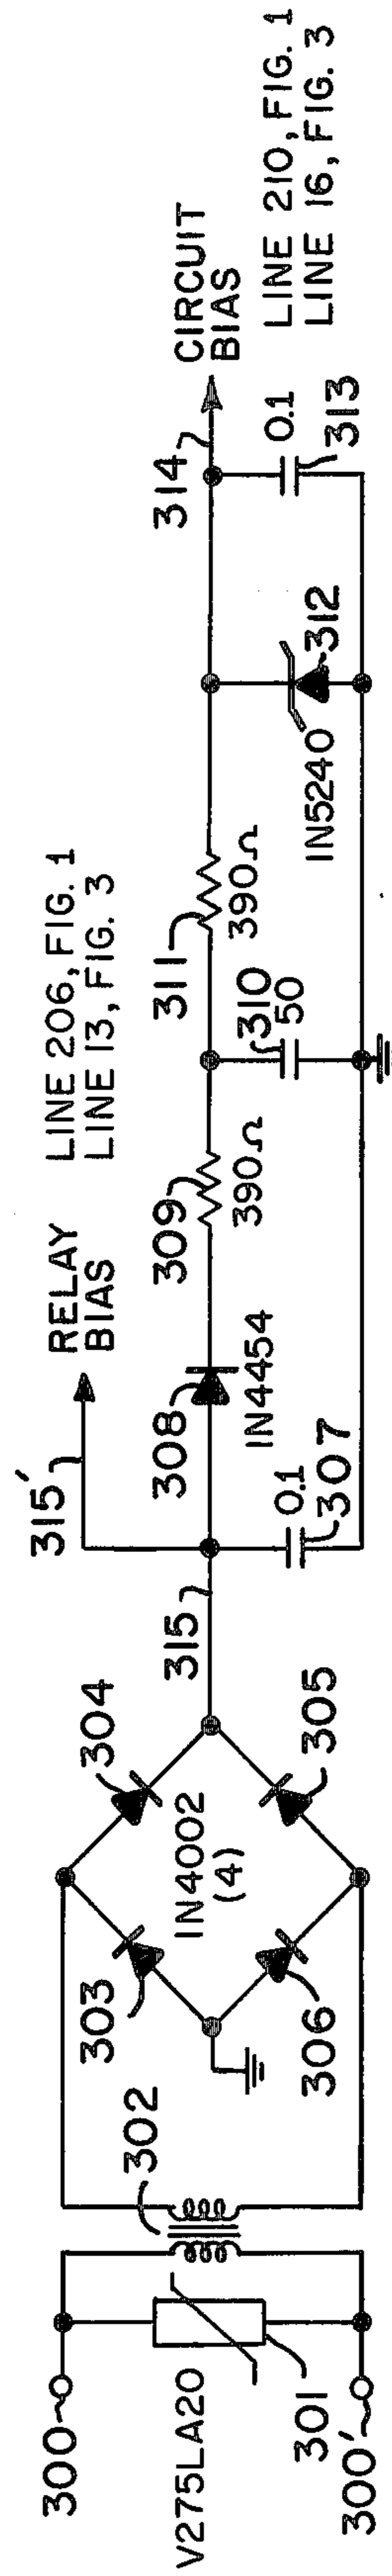 300
300'
V275LA20
301
302
303
304
305
306
IN4002
(4)
315
315'
RELAY
BIAS
LINE 206, FIG. 1
LINE 13, FIG. 3
0.1
307
308
IN4454
309
390Ω
310
50
311
390Ω
IN5240
312
314
0.1
313
CIRCUIT
BIAS
LINE 210, FIG. 1
LINE 16, FIG. 3